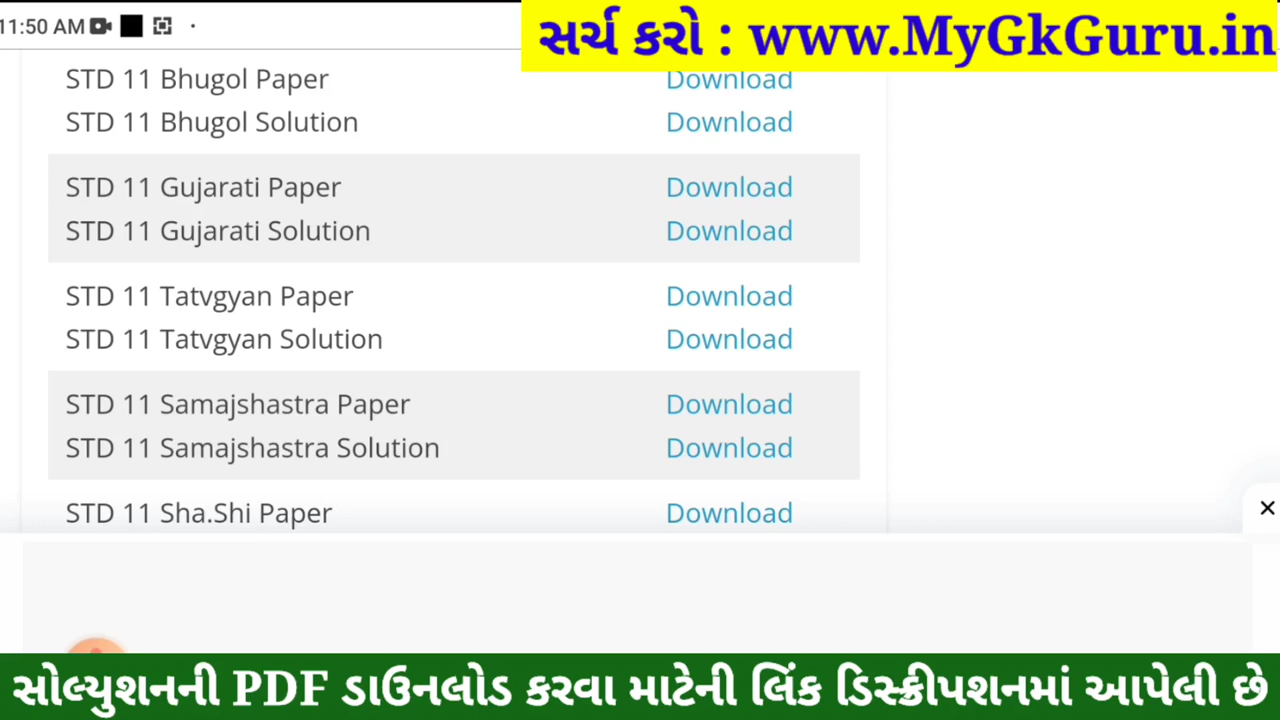 11:50 AM
સર્ચ કરો : www.MyGkGuru.in
STD 11 Bhugol Paper Download
STD 11 Bhugol Solution Download
STD 11 Gujarati Paper Download
STD 11 Gujarati Solution Download
STD 11 Tatvgyan Paper Download
STD 11 Tatvgyan Solution Download
STD 11 Samajshastra Paper Download
STD 11 Samajshastra Solution Download
STD 11 Sha.Shi Paper Download
સોલ્યુશનની PDF ડાઉનલોડ કરવા માટેની લિંક ડિસ્ક્રીપશનમાં આપેલી છે